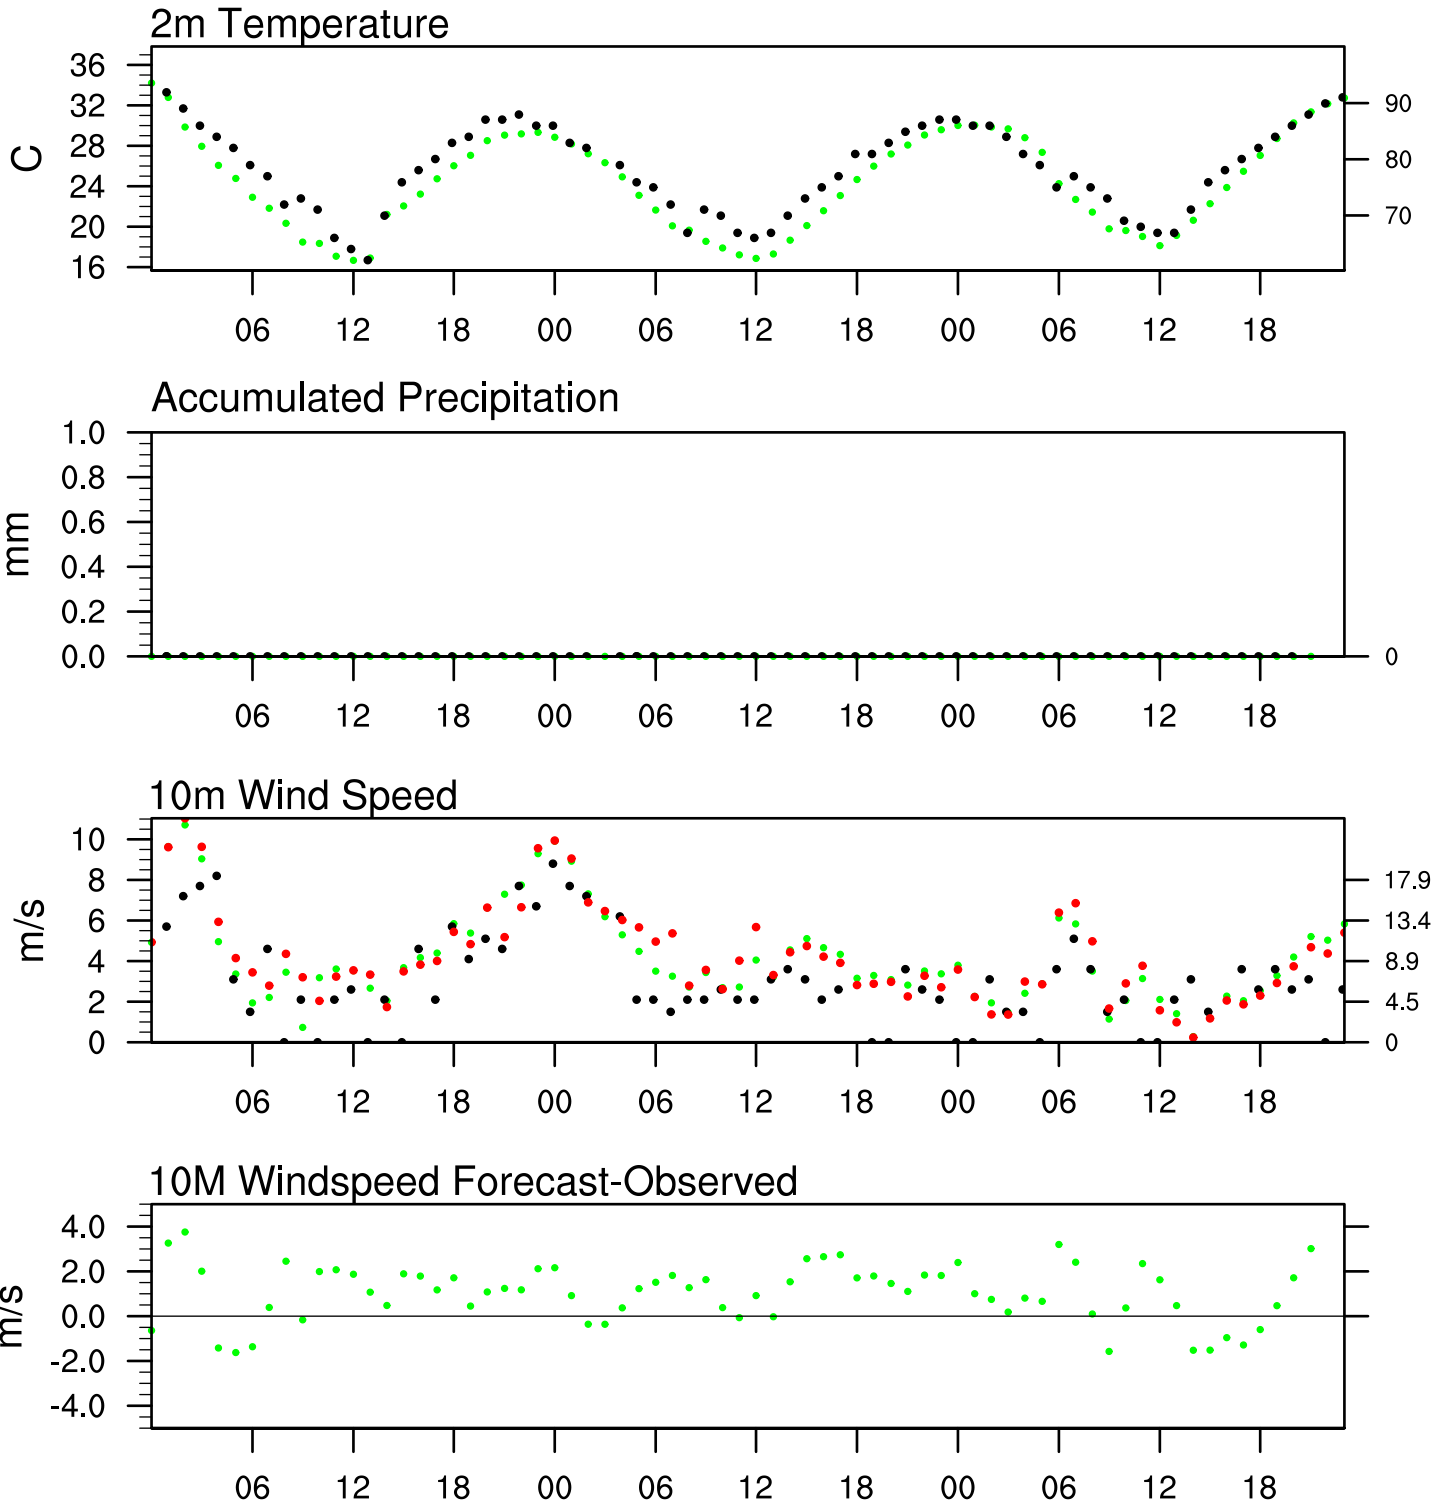 2m Temperature
36
32
28
24
20
16
C
90
80
70
06 12 18 00 06 12 18 00 06 12 18
Accumulated Precipitation
1.0
0.8
0.6
0.4
0.2
0.0
mm
0
06 12 18 00 06 12 18 00 06 12 18
10m Wind Speed
10
8
6
4
2
0
m/s
17.9
13.4
8.9
4.5
0
06 12 18 00 06 12 18 00 06 12 18
10M Windspeed Forecast-Observed
4.0
2.0
0.0
-2.0
-4.0
m/s
06 12 18 00 06 12 18 00 06 12 18